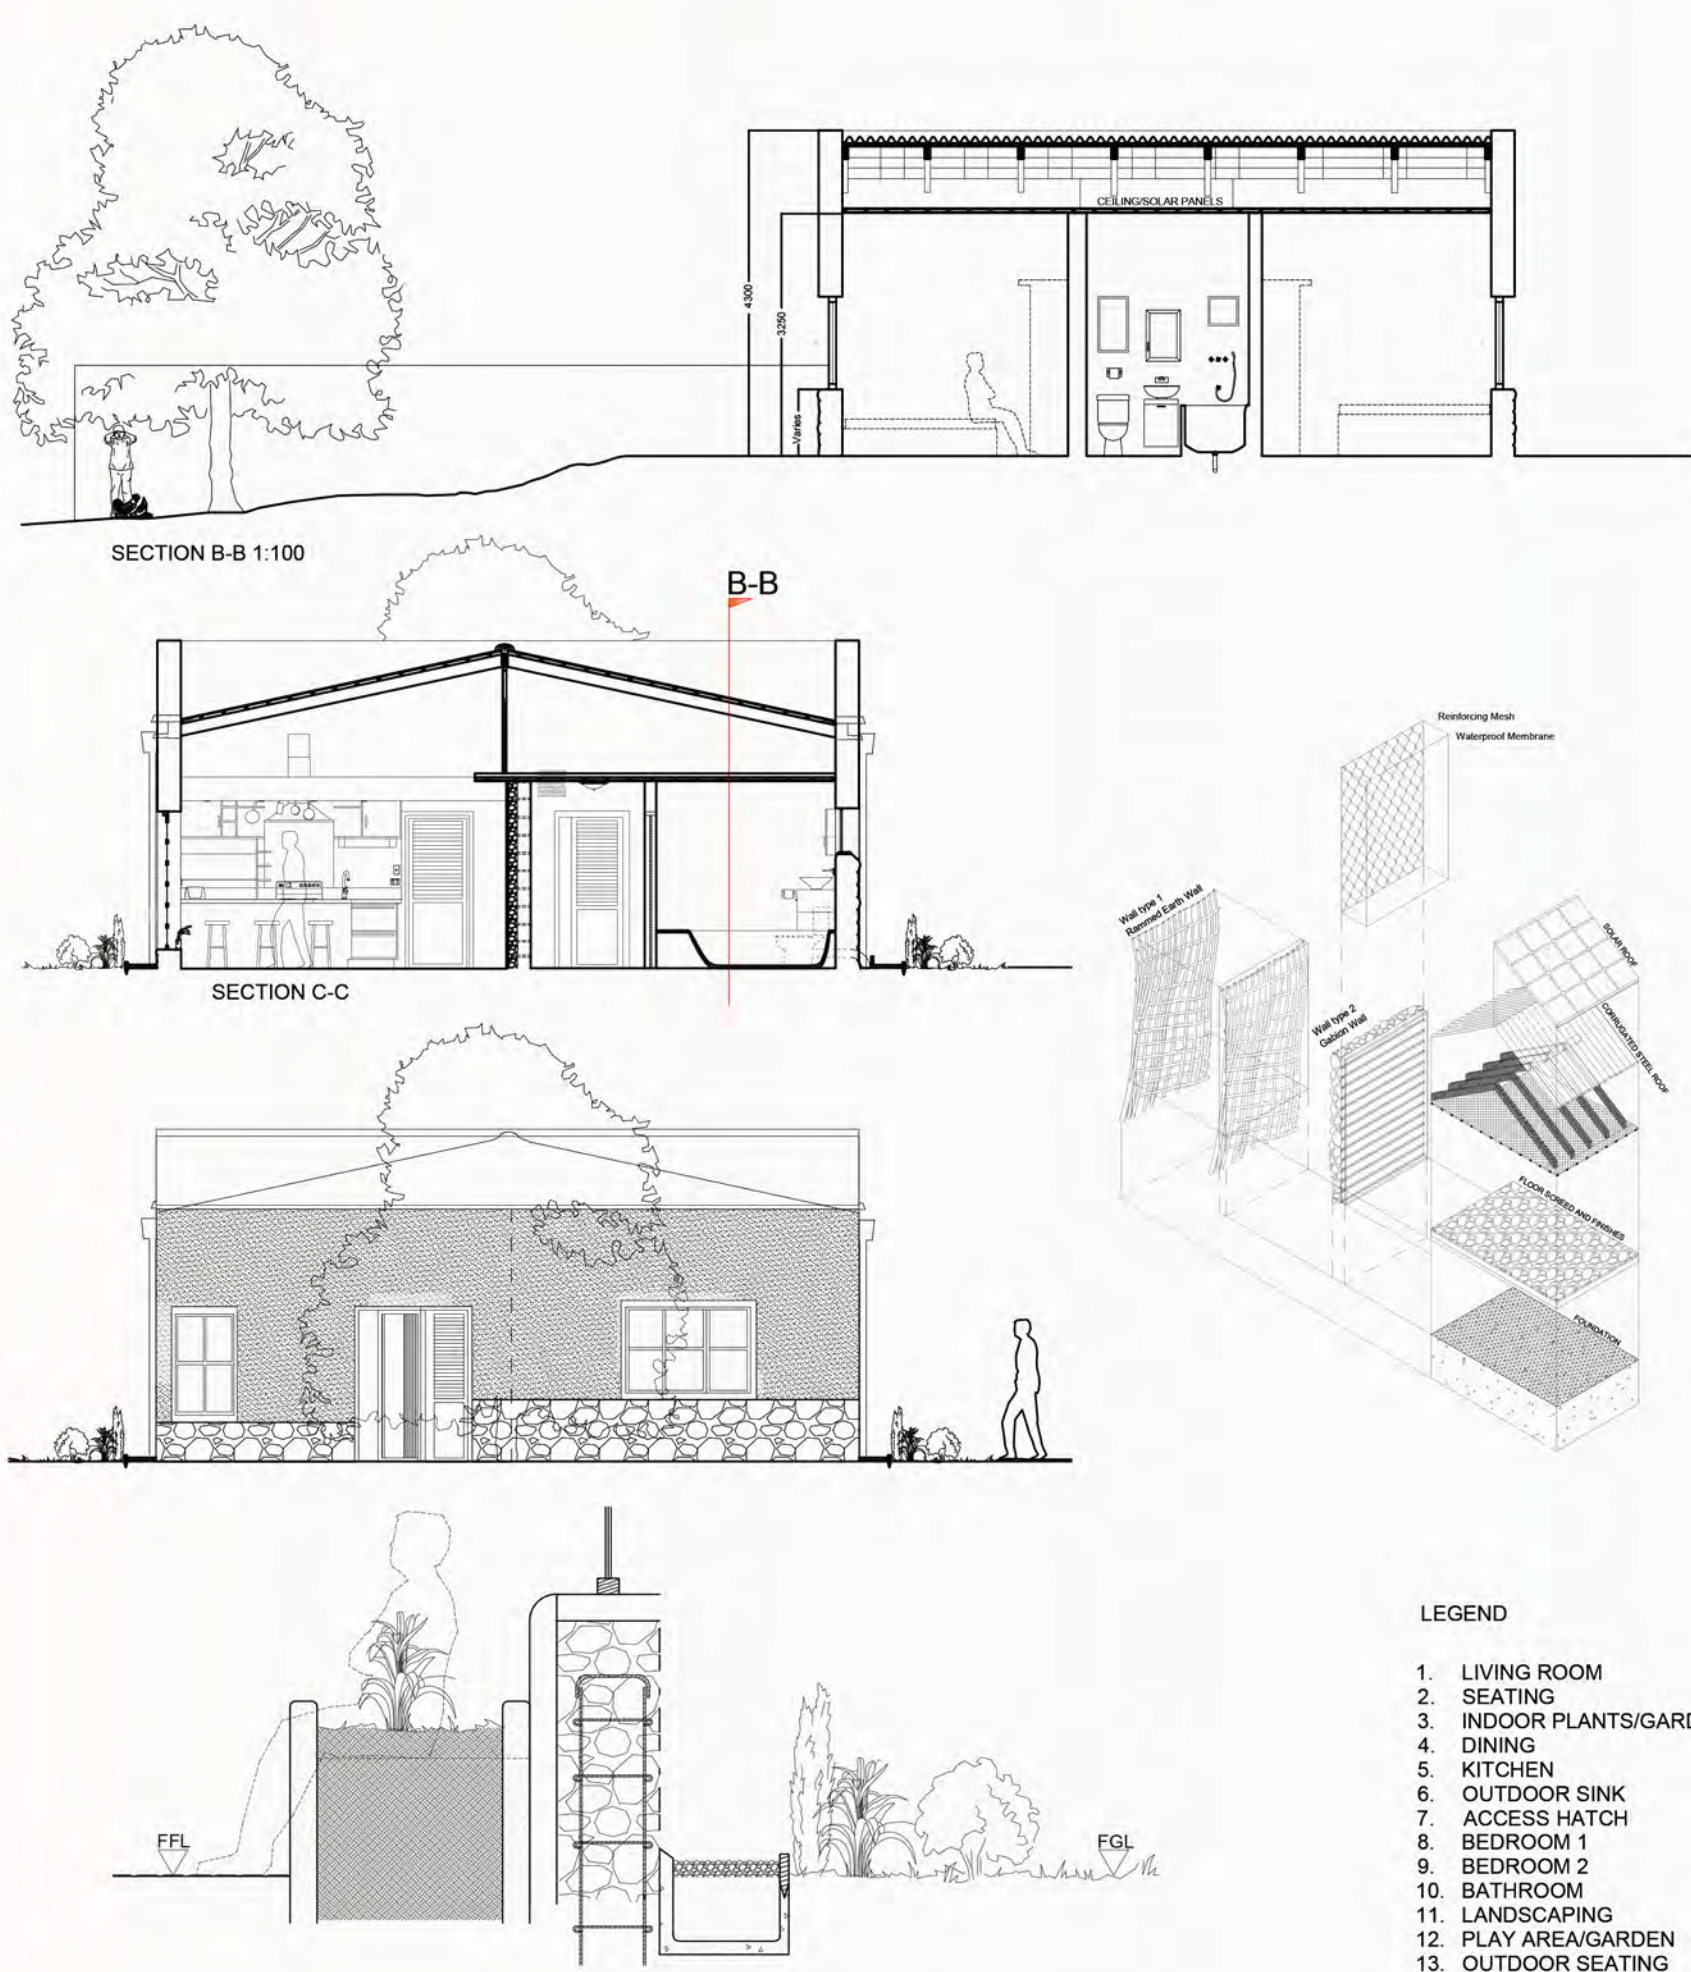 CEILING/SOLAR PANELS
4300
3250
Varies
SECTION B-B 1:100
B-B
SECTION C-C
Reinforcing Mesh
Waterproof Membrane
Wall type 1
Rammed Earth Wall
SOLAR ROOF
Wall type 2
Gabion Wall
CORRUGATED STEEL ROOF
FLOOR SCREED AND FINISHES
FOUNDATION
FFL
FGL
LEGEND
1. LIVING ROOM
2. SEATING
3. INDOOR PLANTS/GARD
4. DINING
5. KITCHEN
6. OUTDOOR SINK
7. ACCESS HATCH
8. BEDROOM 1
9. BEDROOM 2
10. BATHROOM
11. LANDSCAPING
12. PLAY AREA/GARDEN
13. OUTDOOR SEATING